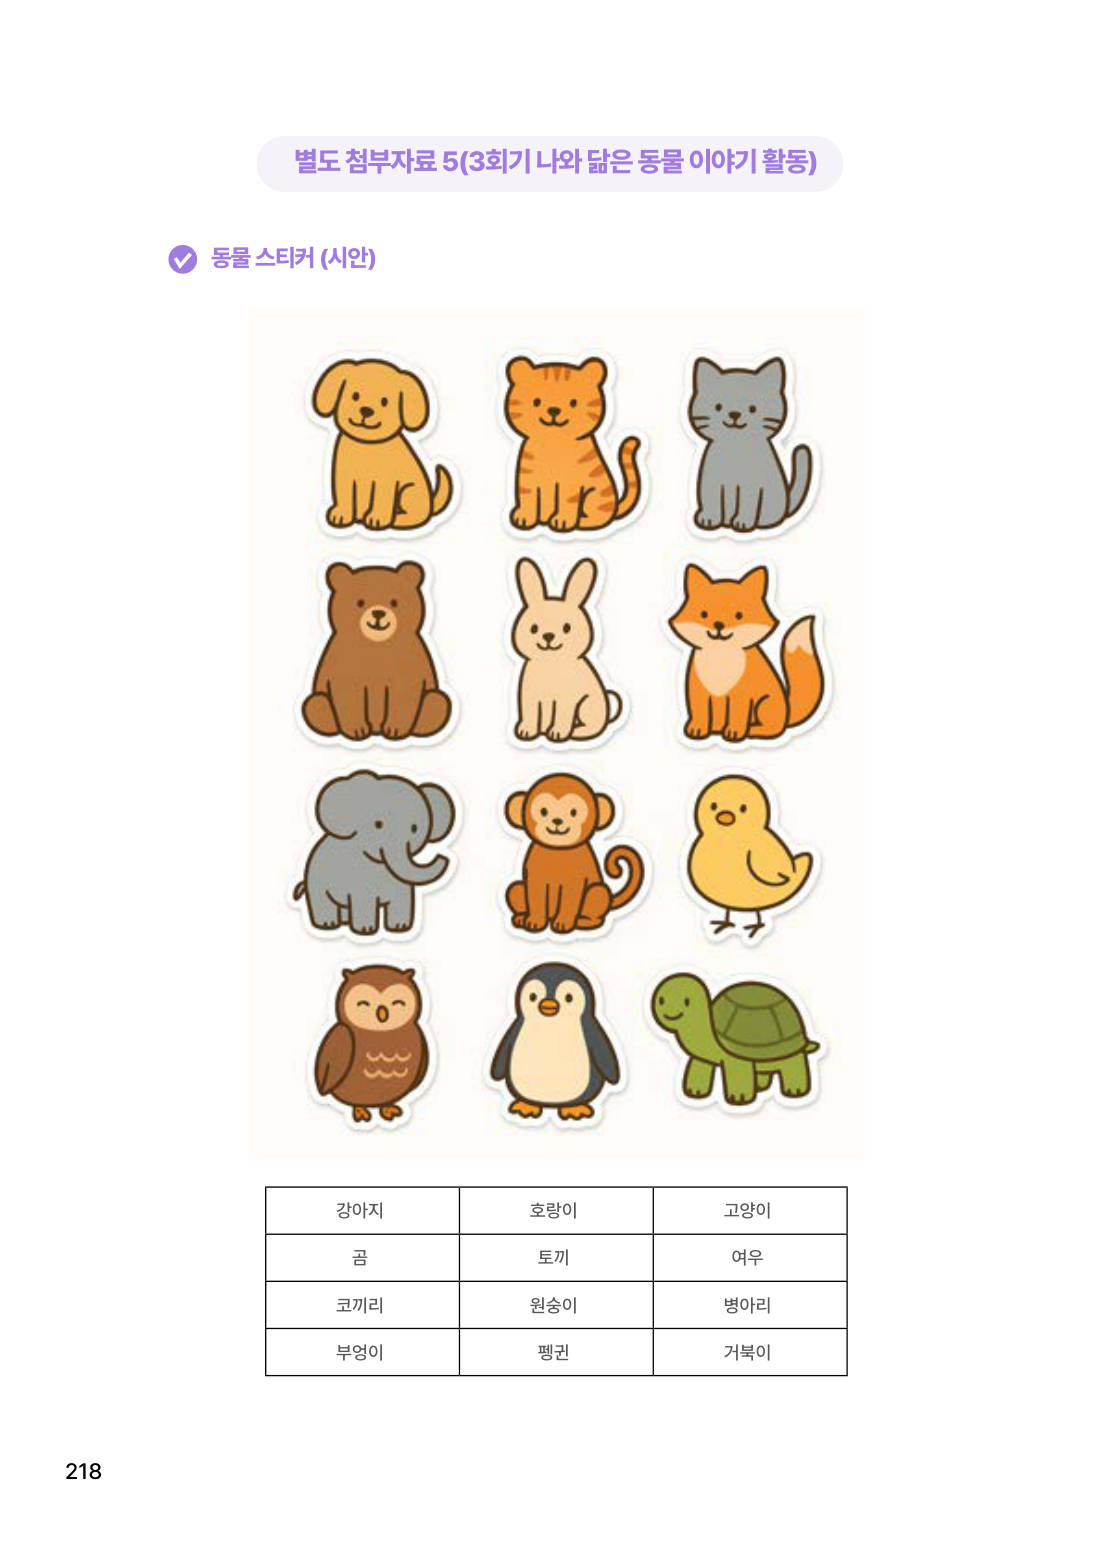 별도 첨부자료 5(3회기 나와 닮은 동물 이야기 활동)
동물 스티커 (시안)
강아지 호랑이 고양이
곰 토끼 여우
코끼리 원숭이 병아리
부엉이 펭귄 거북이
218